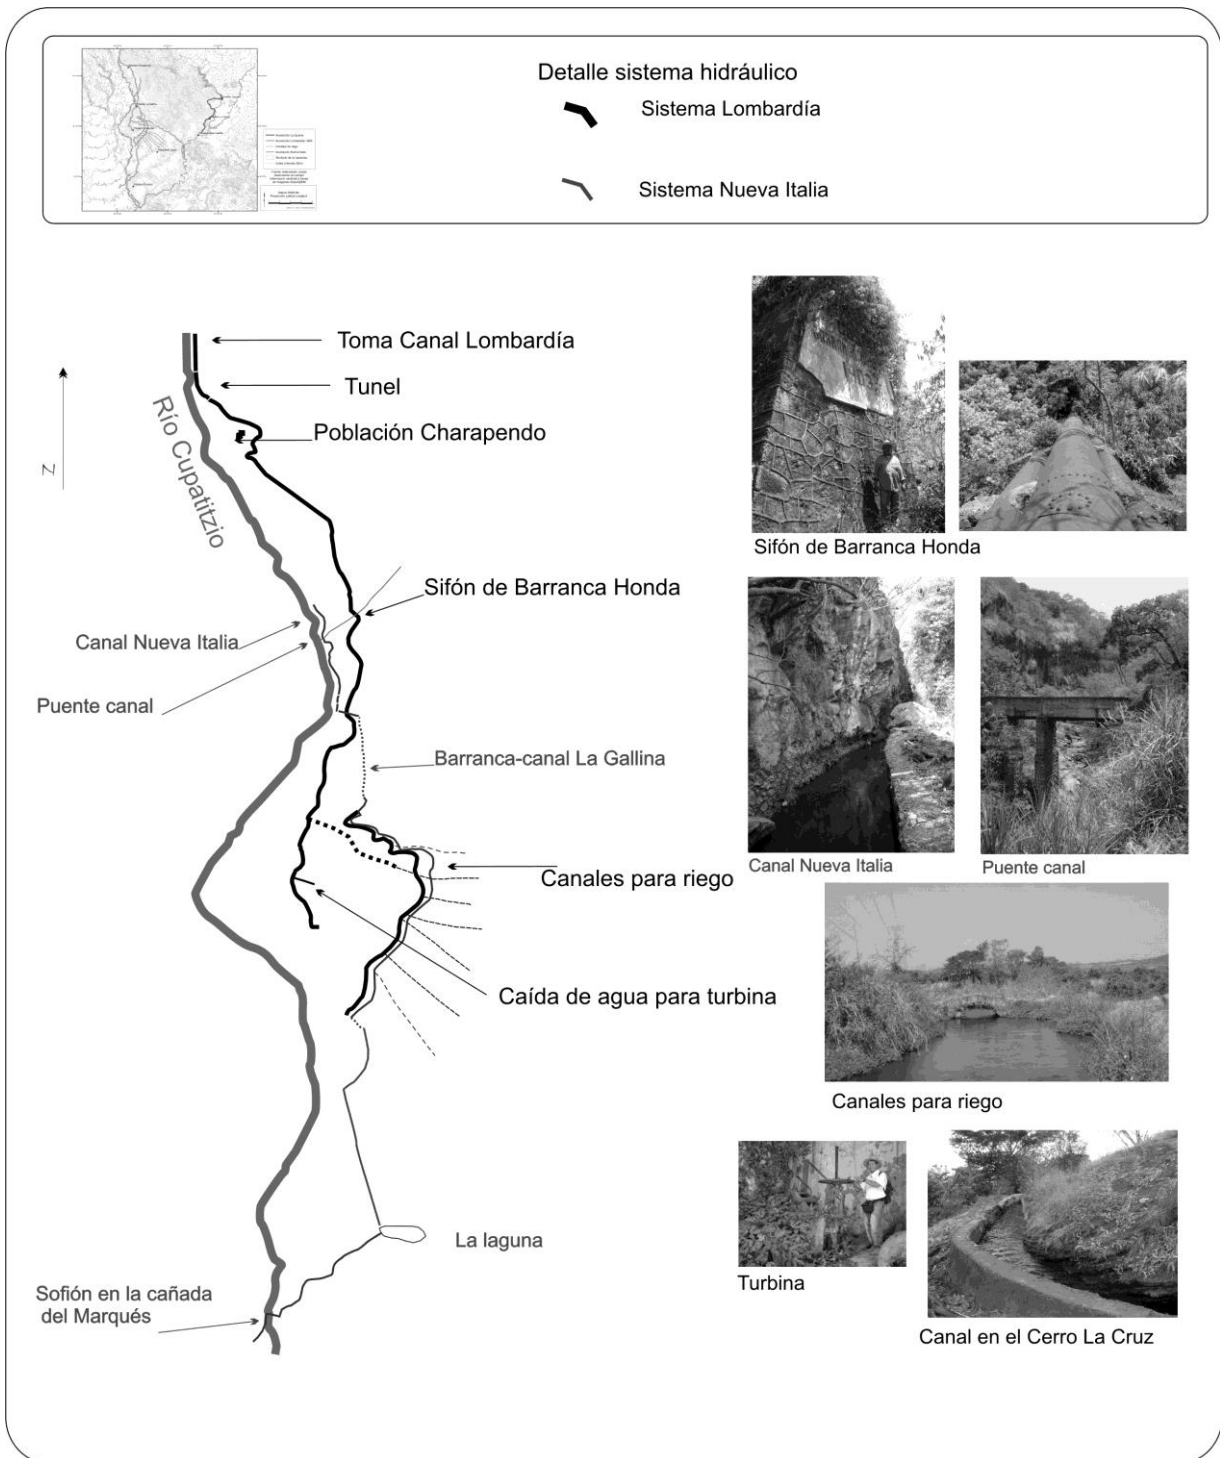 Detalle sistema hidráulico
Sistema Lombardía
Sistema Nueva Italia
Toma Canal Lombardía
Tunel
Población Charapendo
N
Río Cupatitzio
Sifón de Barranca Honda
Canal Nueva Italia
Puente canal
Barranca-canal La Gallina
Canales para riego
Caída de agua para turbina
La laguna
Sofión en la cañada
del Marqués
Sifón de Barranca Honda
Canal Nueva Italia
Puente canal
Canales para riego
Turbina
Canal en el Cerro La Cruz